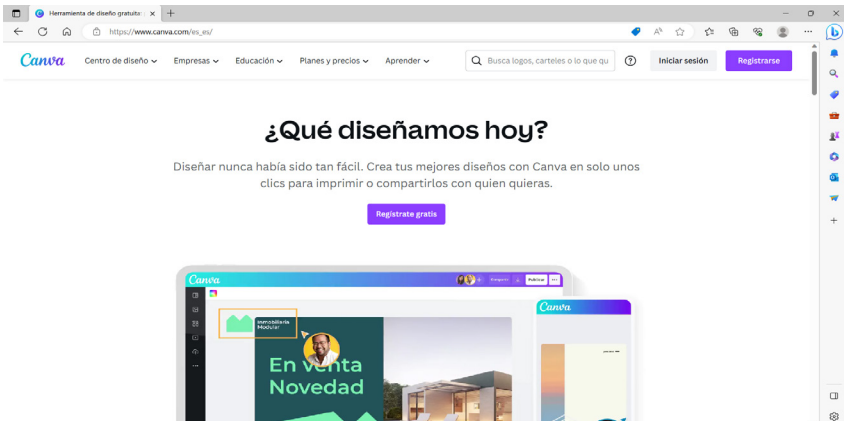 Herramienta de diseño gratuita:
https://www.canva.com/es_es/
Canva
Centro de diseño
Empresas
Educación
Planes y precios
Aprender
Busca logos, carteles o lo que qu
Iniciar sesión
Registrarse
¿Qué diseñamos hoy?
Diseñar nunca había sido tan fácil. Crea tus mejores diseños con Canva en solo unos
clics para imprimir o compartirlos con quien quieras.
Regístrate gratis
Canva
Publicar
Canva
Inmobiliaria
Modular
En venta
Novedad